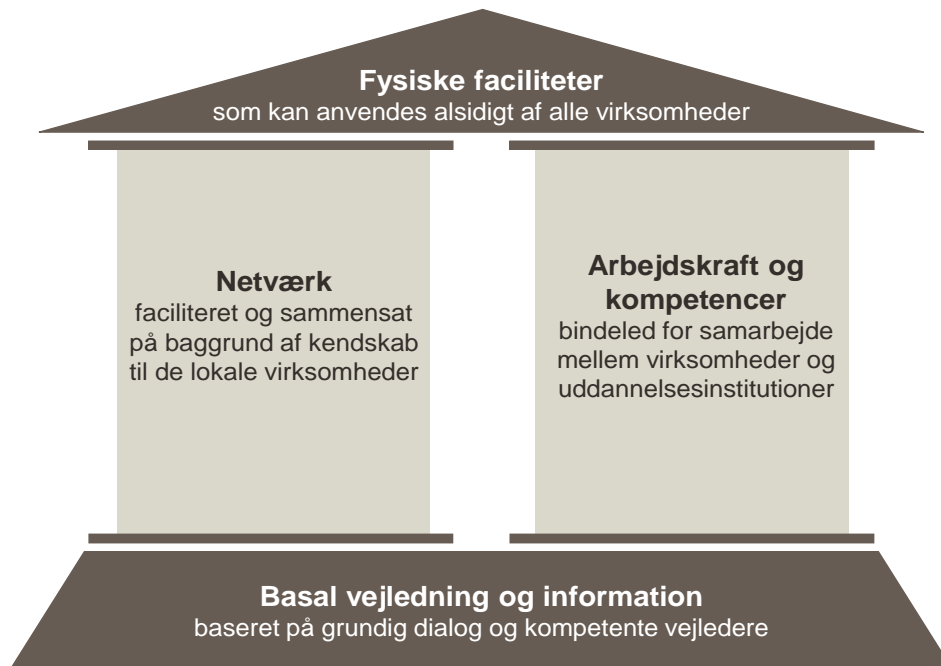 Fysiske faciliteter
som kan anvendes alsidigt af alle virksomheder
Netværk
faciliteret og sammensat
på baggrund af kendskab
til de lokale virksomheder
Arbejdskraft og
kompetencer
bindeled for samarbejde
mellem virksomheder og
uddannelsesinstitutioner
Basal vejledning og information
baseret på grundig dialog og kompetente vejledere